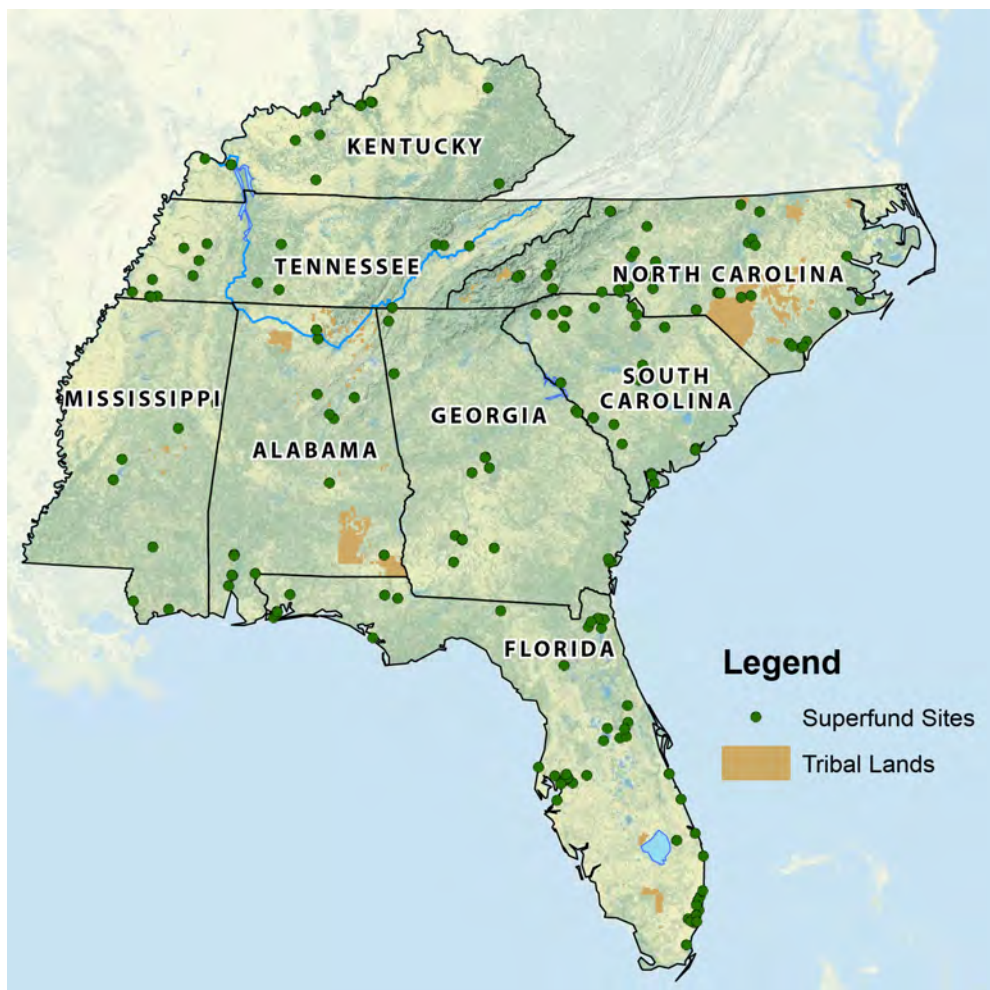 KENTUCKY
TENNESSEE
NORTH CAROLINA
SOUTH
CAROLINA
MISSISSIPPI
GEORGIA
ALABAMA
FLORIDA
Legend
Superfund Sites
Tribal Lands